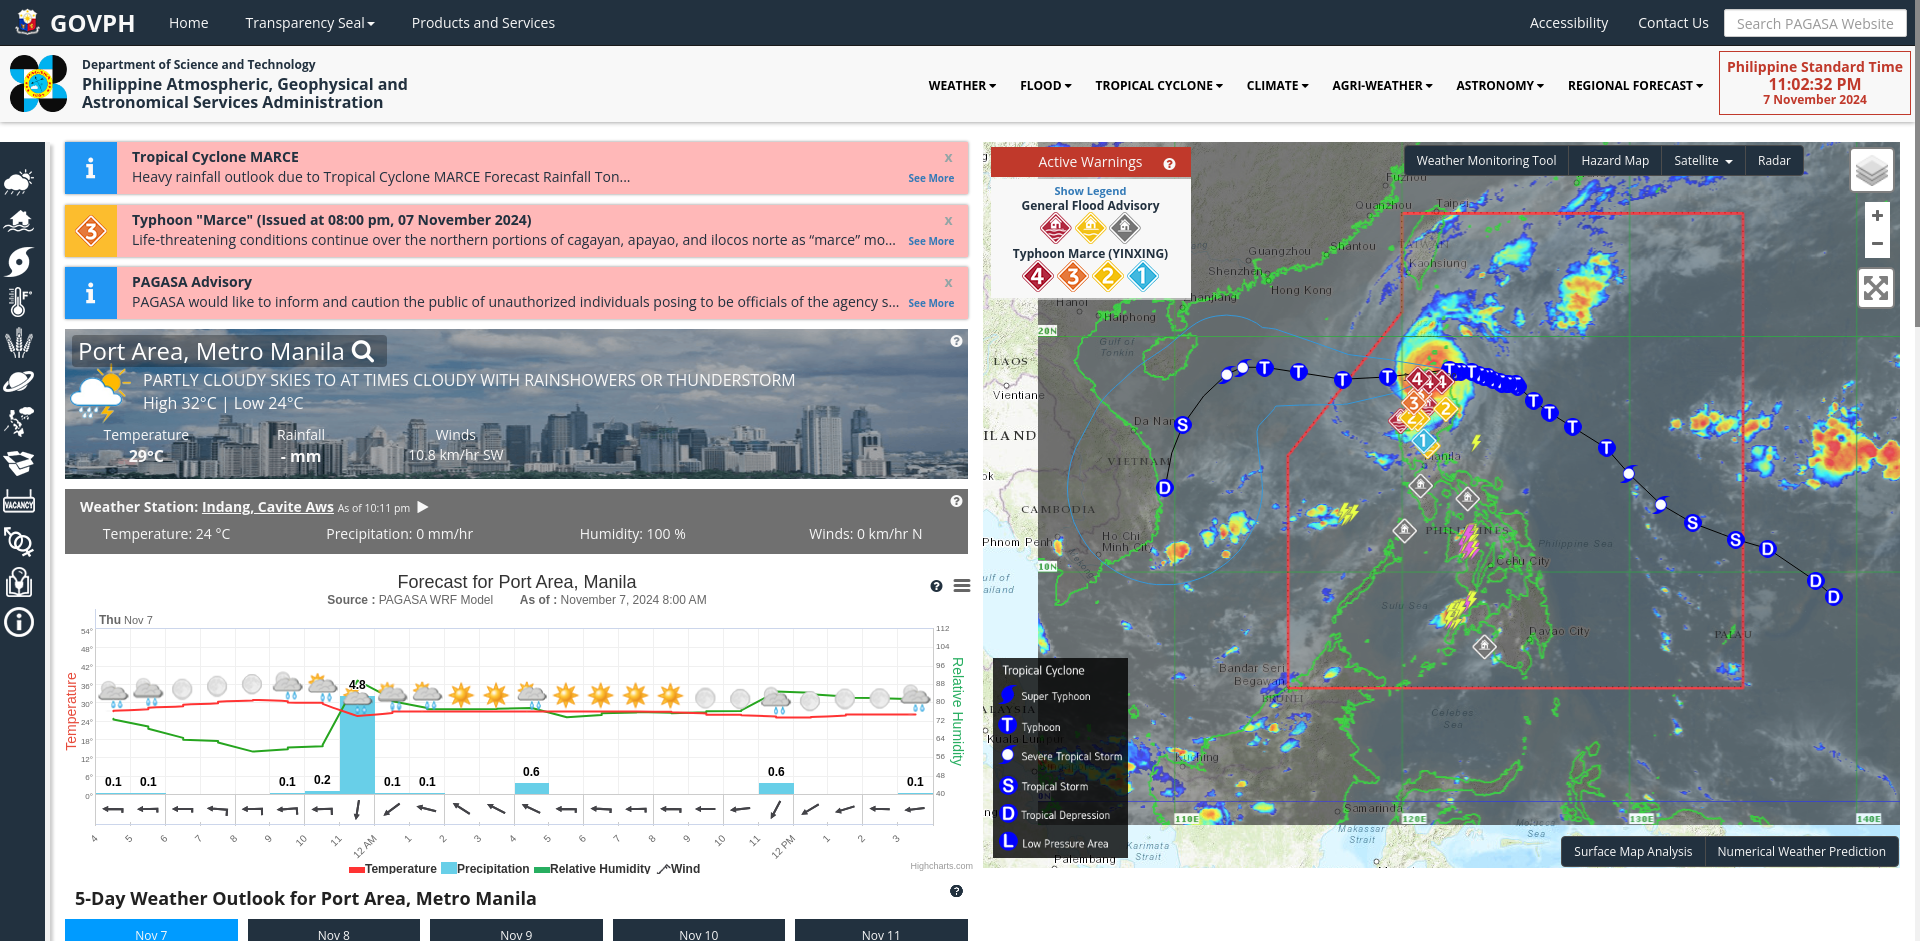 GOVPH
Home
Transparency Seal
Products and Services
Accessibility
Contact Us
Search PAGASA Website
Department of Science and Technology
Philippine Atmospheric, Geophysical and
Astronomical Services Administration
WEATHER
FLOOD
TROPICAL CYCLONE
CLIMATE
AGRI-WEATHER
ASTRONOMY
REGIONAL FORECAST
Philippine Standard Time
11:02:32 PM
7 November 2024
VACANCY
Tropical Cyclone MARCE
x
Heavy rainfall outlook due to Tropical Cyclone MARCE Forecast Rainfall Ton...
See More
3
Typhoon "Marce" (Issued at 08:00 pm, 07 November 2024)
x
Life-threatening conditions continue over the northern portions of cagayan, apayao, and ilocos norte as “marce” mo...
See More
PAGASA Advisory
x
PAGASA would like to inform and caution the public of unauthorized individuals posing to be officials of the agency s...
See More
Port Area, Metro Manila
PARTLY CLOUDY SKIES TO AT TIMES CLOUDY WITH RAINSHOWERS OR THUNDERSTORM
High 32°C | Low 24°C
Temperature
Rainfall
Winds
29°C
- mm
10.8 km/hr SW
Weather Station: Indang, Cavite Aws As of 10:11 pm
Temperature: 24 °C
Precipitation: 0 mm/hr
Humidity: 100 %
Winds: 0 km/hr N
Forecast for Port Area, Manila
Source : PAGASA WRF Model
As of : November 7, 2024 8:00 AM
Thu Nov 7
Temperature
54°
48°
42°
36°
30°
24°
18°
12°
6°
0°
112
104
96
88
80
72
64
56
48
40
Relative Humidity
0.1
0.1
0.1
0.2
4.8
0.1
0.1
0.6
0.6
0.1
4
5
6
7
8
9
10
11
12 AM
1
2
3
4
5
6
7
8
9
10
11
12 PM
1
2
3
Temperature
Precipitation
Relative Humidity
Wind
Highcharts.com
5-Day Weather Outlook for Port Area, Metro Manila
Nov 7
Nov 8
Nov 9
Nov 10
Nov 11
Active Warnings
Show Legend
General Flood Advisory
Typhoon Marce (YINXING)
4
3
2
1
Weather Monitoring Tool
Hazard Map
Satellite
Radar
+
−
Fuzhou
Quanzhou
Taipei
Guangzhou
Shantou
TAIWAN
Kaohsiung
Shenzhen
Hong Kong
Zhanjiang
Hanoi
Haiphong
20N
Gulf of
Tonkin
LAOS
Vientiane
Da Nang
VIETNAM
CAMBODIA
Phnom Penh
Ho Chi
Minh City
10N
Manila
PHILIPPINES
Philippine Sea
Cebu City
Sulu Sea
Davao City
PALAU
Bandar Seri
Begawan
BRUNEI
Celebes
Sea
Kuala Lumpur
Kuching
Samarinda
110E
120E
130E
140E
Makassar
Strait
Karimata
Strait
Palembang
Tropical Cyclone
Super Typhoon
T Typhoon
Severe Tropical Storm
S Tropical Storm
D Tropical Depression
L Low Pressure Area
Surface Map Analysis
Numerical Weather Prediction